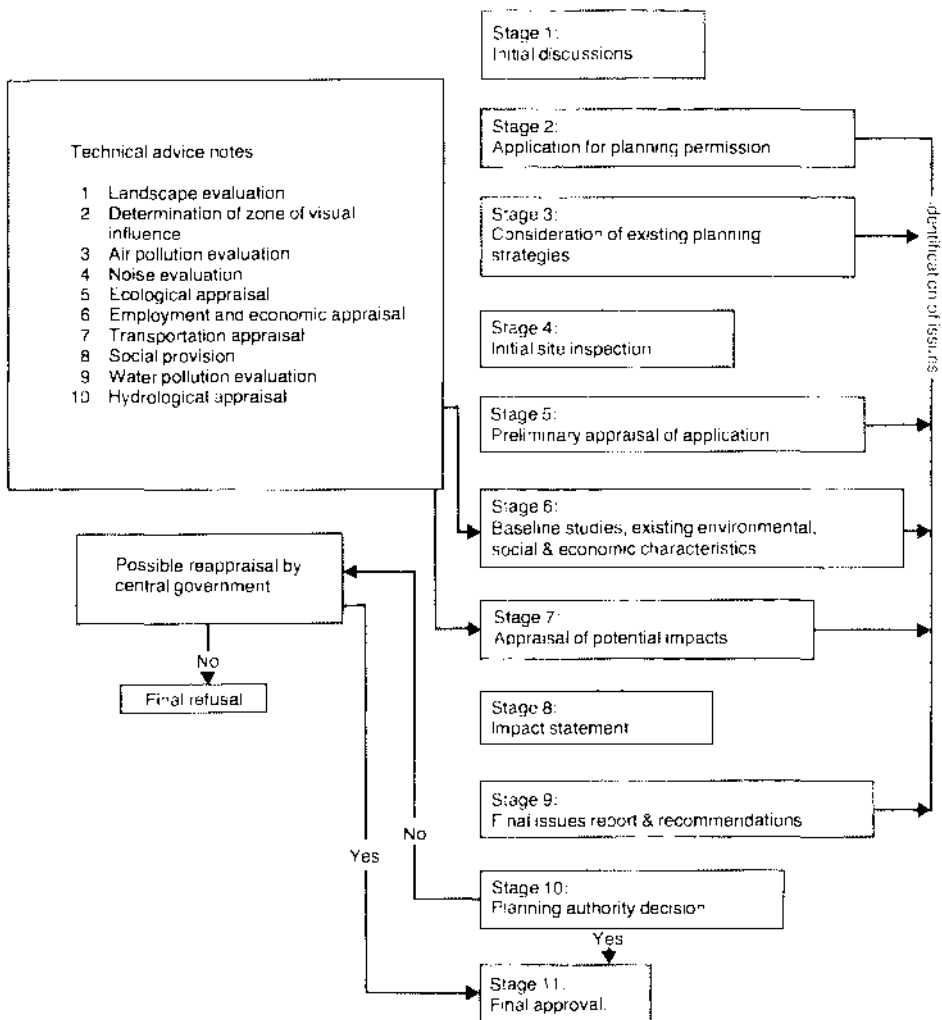 Stage 1:
Initial discussions
Technical advice notes
1 Landscape evaluation
2 Determination of zone of visual
influence
3 Air pollution evaluation
4 Noise evaluation
5 Ecological appraisal
6 Employment and economic appraisal
7 Transportation appraisal
8 Social provision
9 Water pollution evaluation
10 Hydrological appraisal
Stage 2:
Application for planning permission
Stage 3:
Consideration of existing planning
strategies
Stage 4:
Initial site inspection
Stage 5:
Preliminary appraisal of application
Stage 6:
Baseline studies, existing environmental,
social & economic characteristics
Stage 7:
Appraisal of potential impacts
Stage 8:
Impact statement
Stage 9:
Final issues report & recommendations
Identification of issues
Possible reappraisal by
central government
No
Final refusal
Yes
No
Stage 10:
Planning authority decision
Yes
Stage 11.
Final approval.